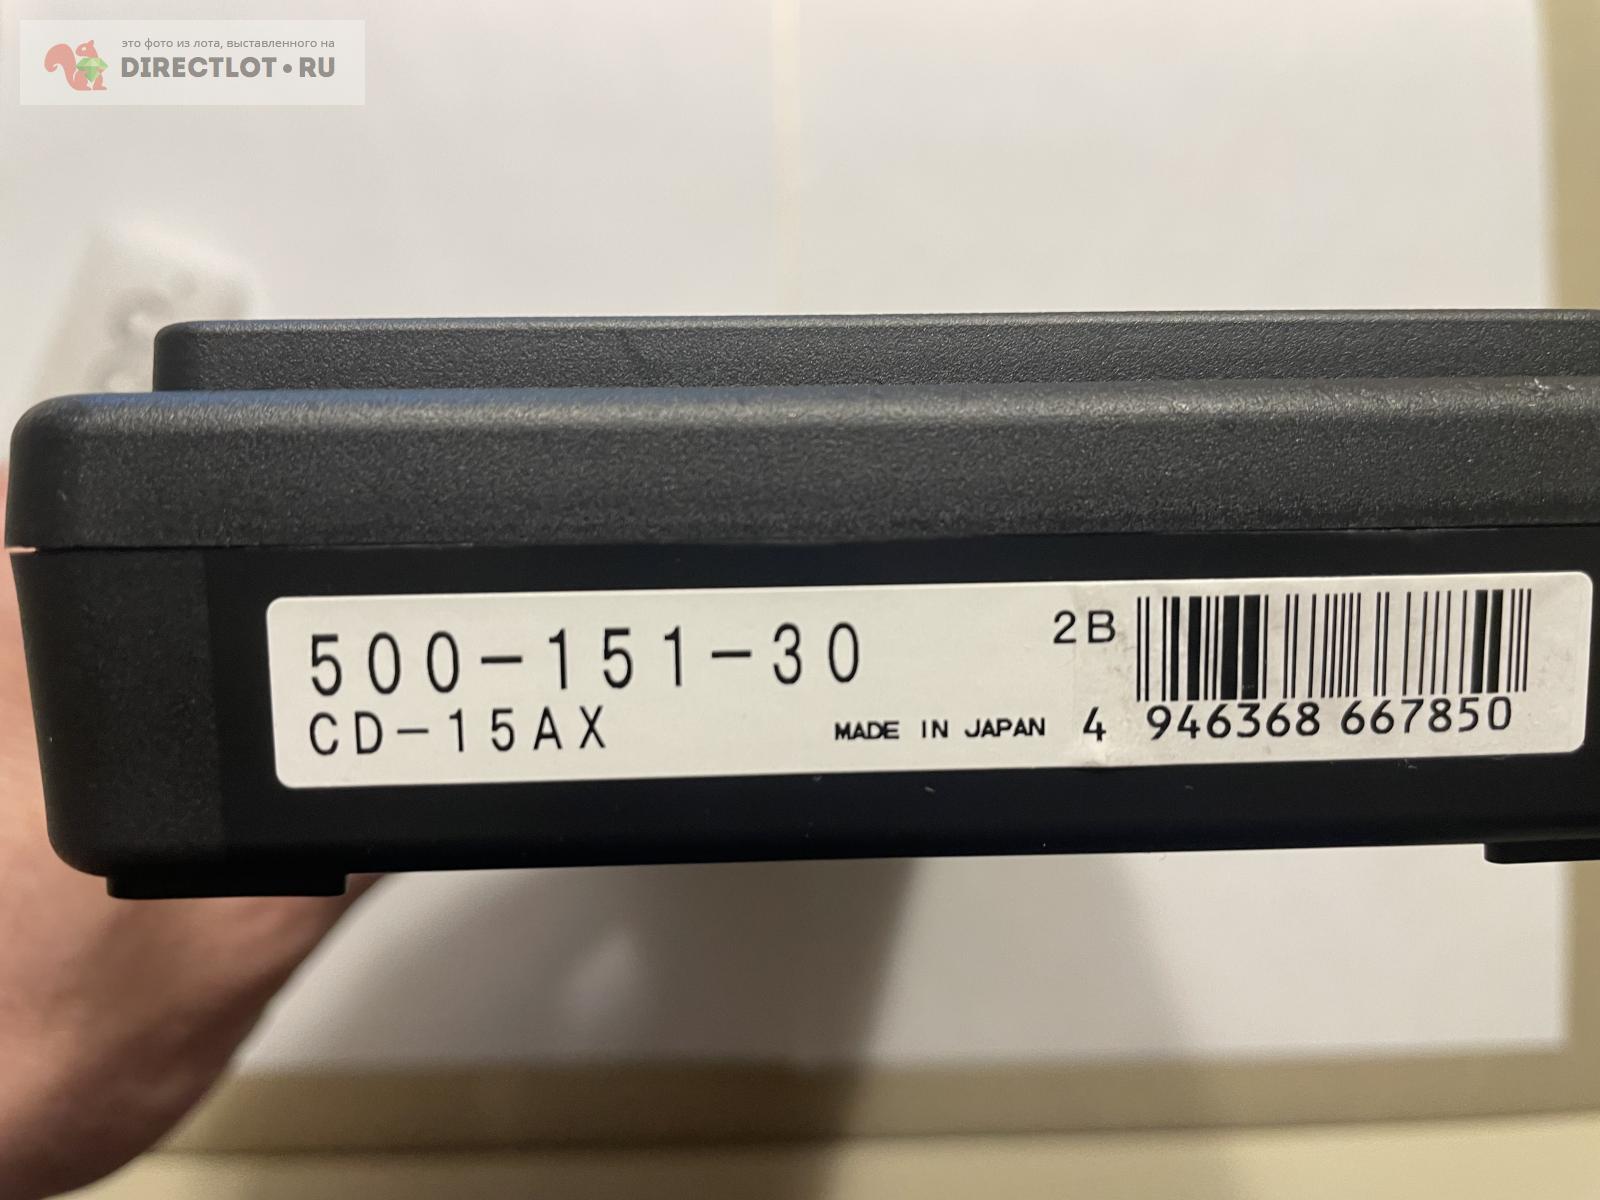 это фото из лота, выставленного на
DIRECTLOT•RU
500-151-30
2B
CD-15AX
MADE IN JAPAN
4 946368 667850